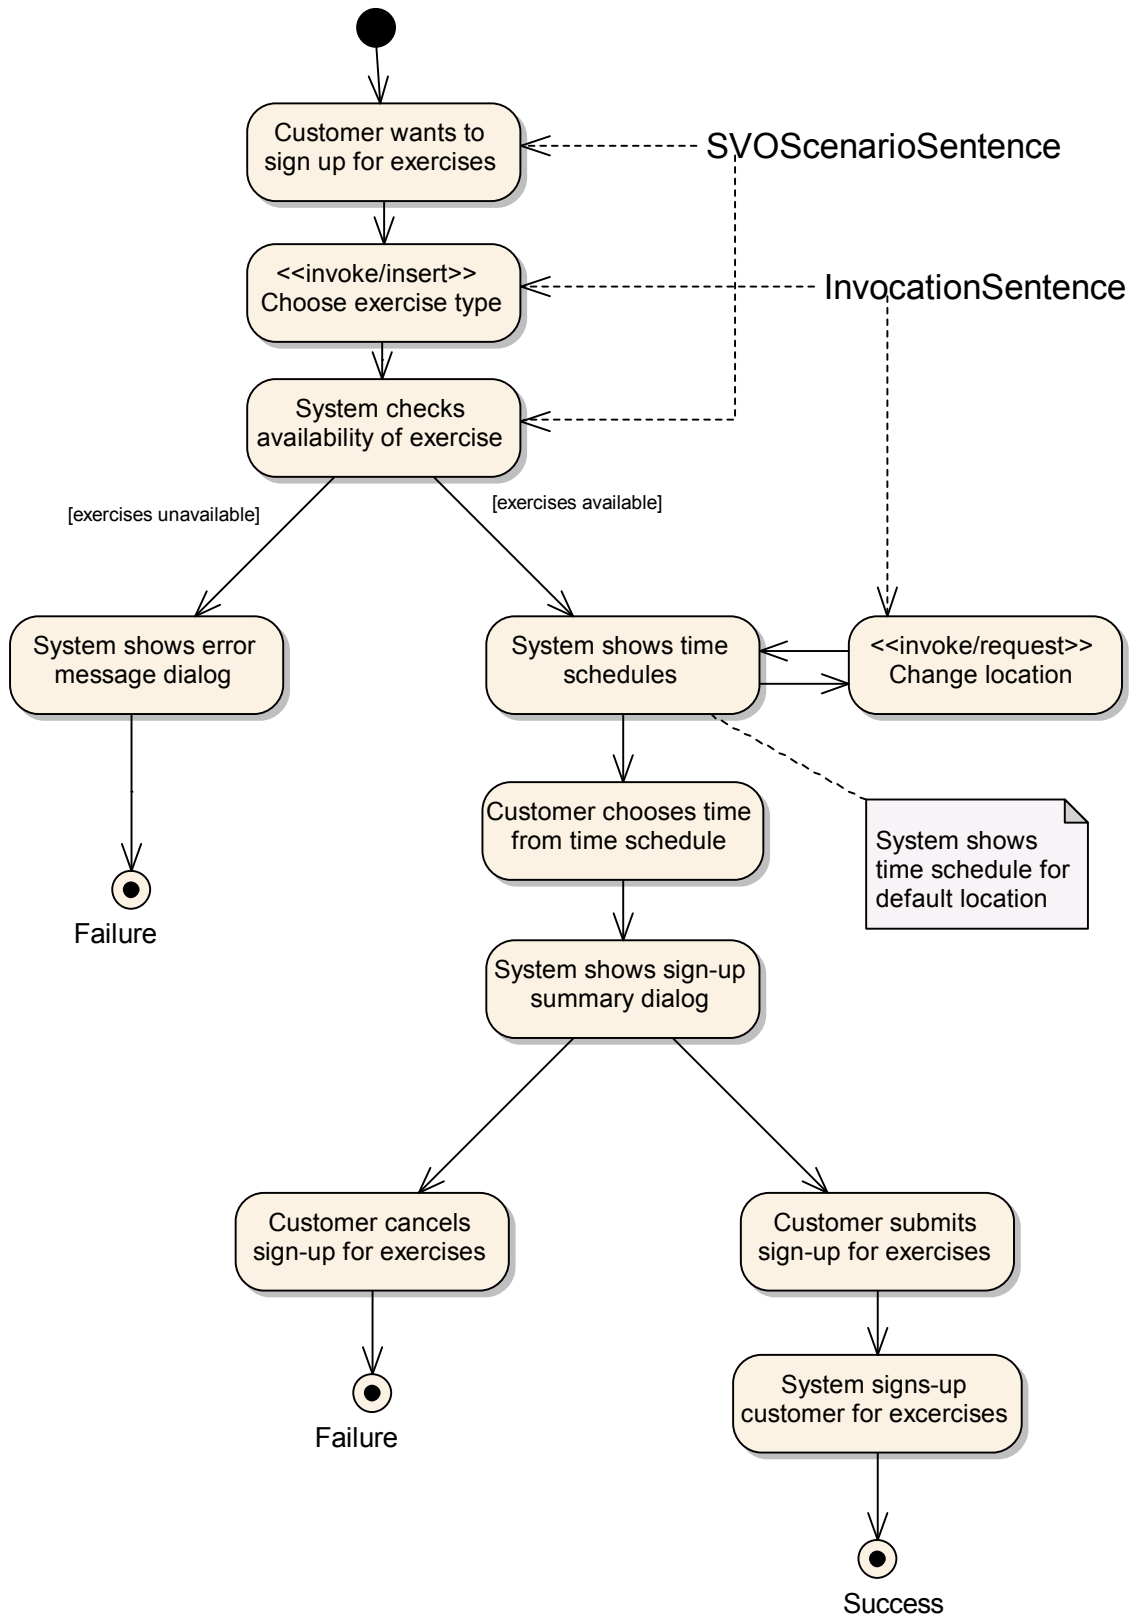 Customer wants to
sign up for exercises
SVOScenarioSentence
<<invoke/insert>>
Choose exercise type
InvocationSentence
System checks
availability of exercise
[exercises unavailable]
[exercises available]
System shows error
message dialog
System shows time
schedules
<<invoke/request>>
Change location
Customer chooses time
from time schedule
System shows
time schedule for
default location
Failure
System shows sign-up
summary dialog
Customer cancels
sign-up for exercises
Customer submits
sign-up for exercises
System signs-up
customer for excercises
Failure
Success